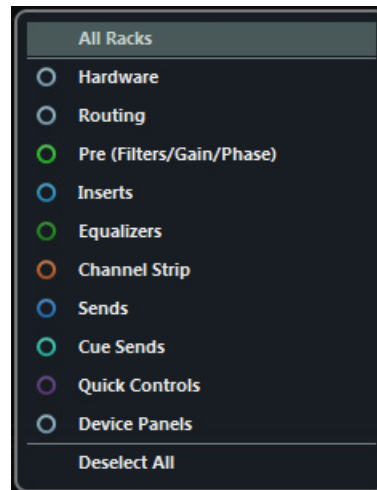 All Racks
Hardware
Routing
Pre (Filters/Gain/Phase)
Inserts
Equalizers
Channel Strip
Sends
Cue Sends
Quick Controls
Device Panels
Deselect All